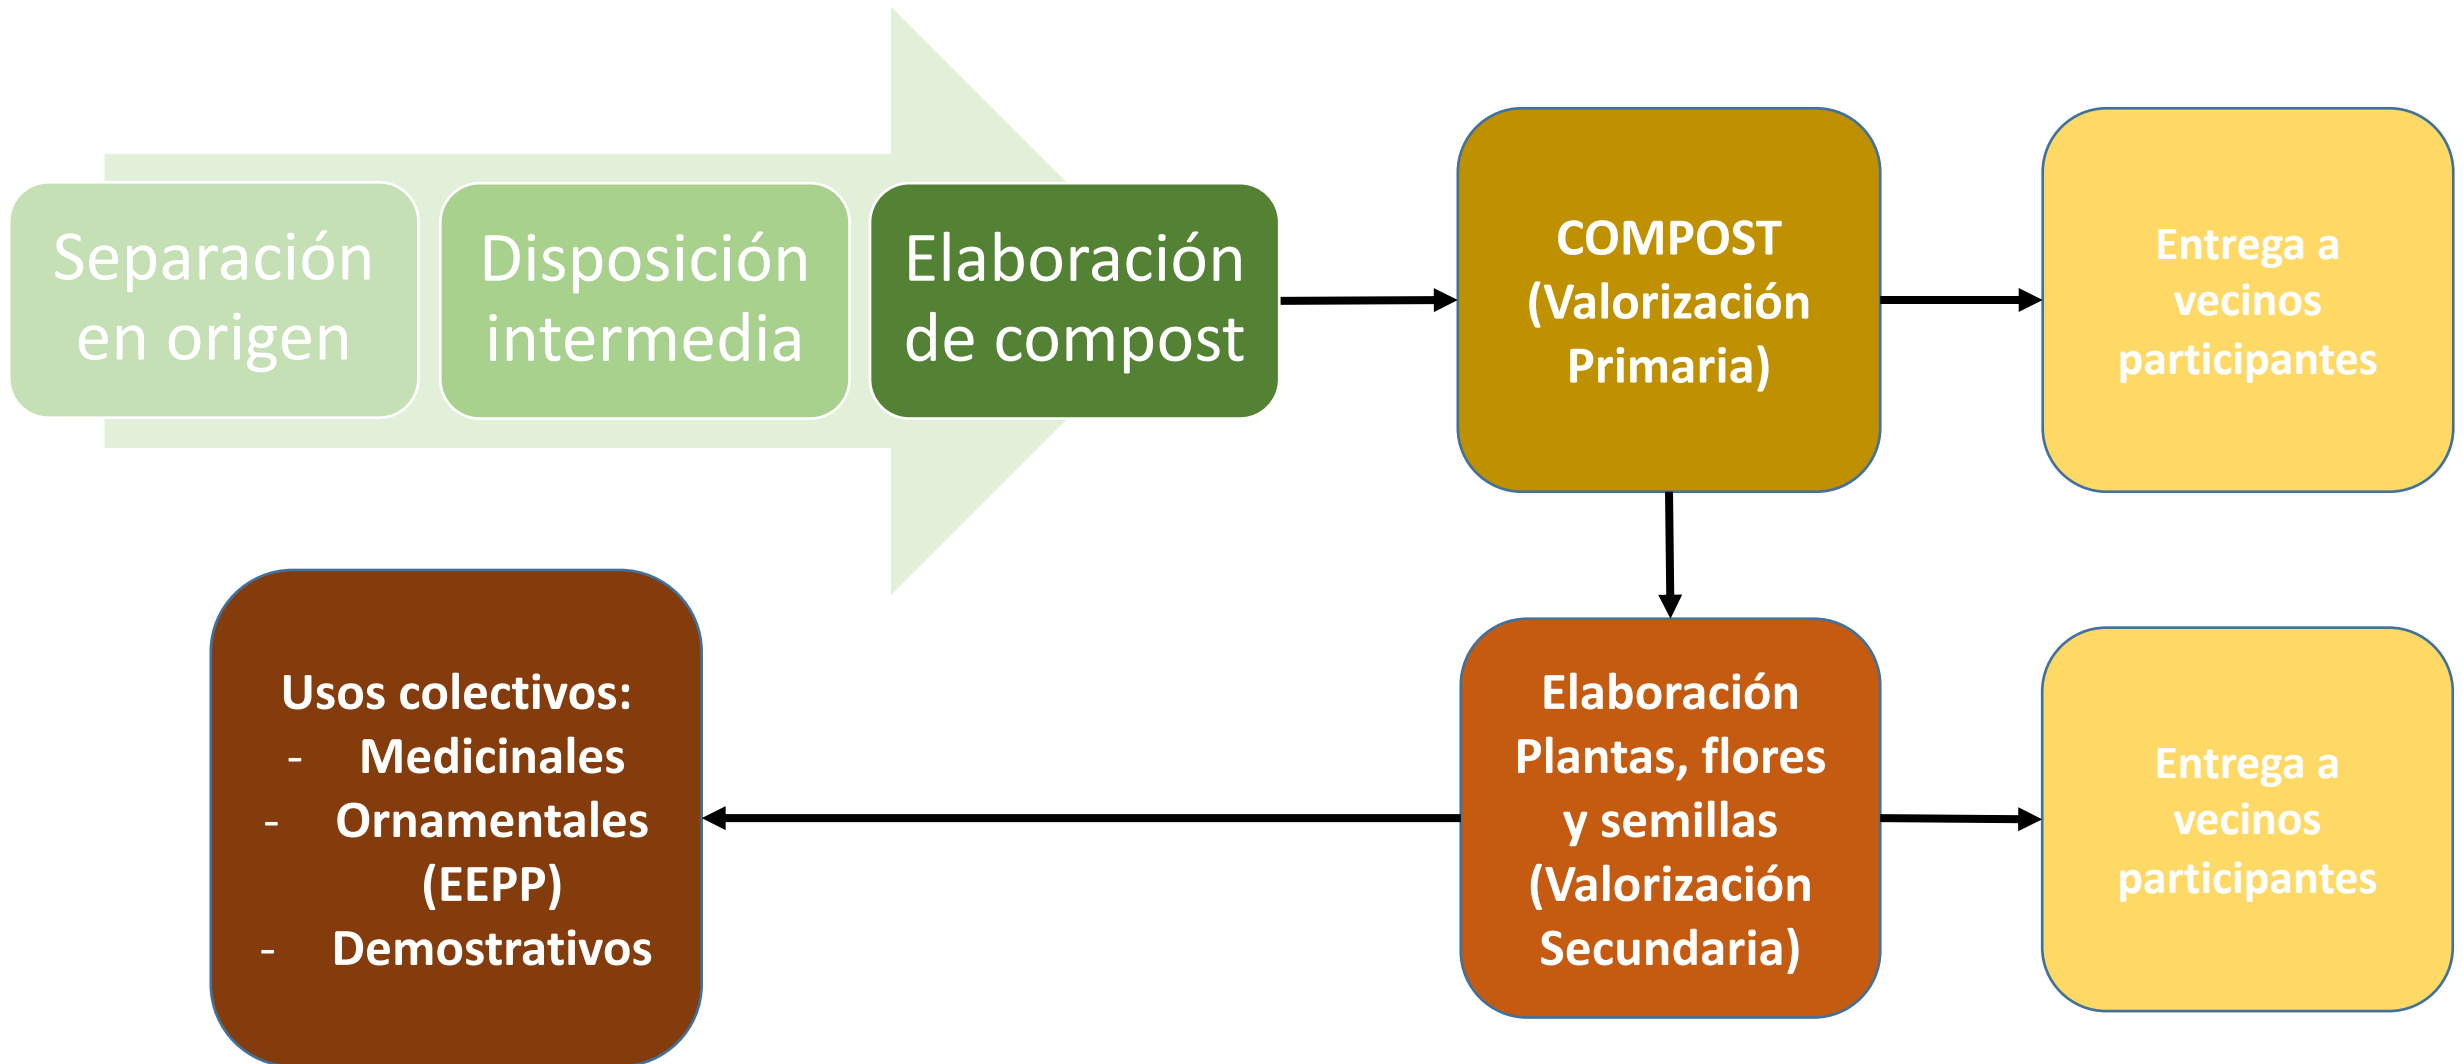 Separación
en origen
Disposición
intermedia
Elaboración
de compost
COMPOST
(Valorización
Primaria)
Entrega a
vecinos
participantes
Usos colectivos:
- Medicinales
- Ornamentales
(EEPP)
- Demostrativos
Elaboración
Plantas, flores
y semillas
(Valorización
Secundaria)
Entrega a
vecinos
participantes